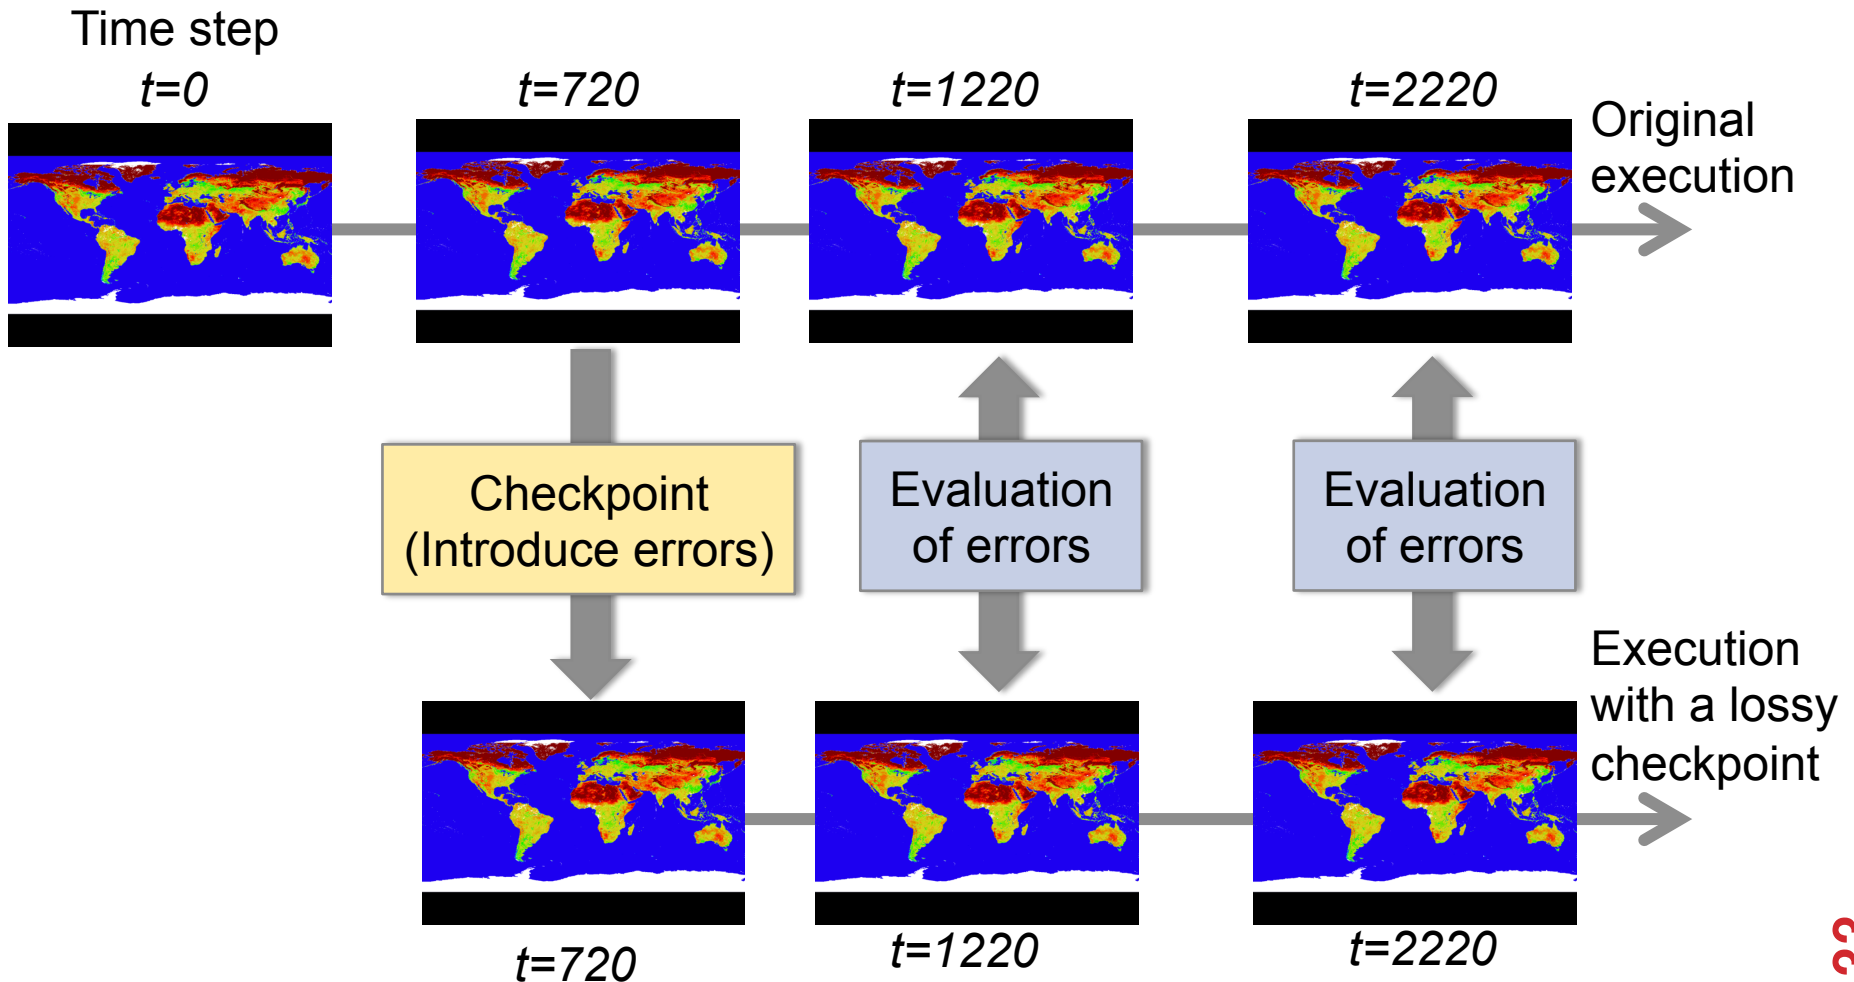 Time step
t=0
t=720
t=1220
t=2220
Original
execution
Checkpoint
(Introduce errors)
Evaluation
of errors
Evaluation
of errors
Execution
with a lossy
checkpoint
t=720
t=1220
t=2220